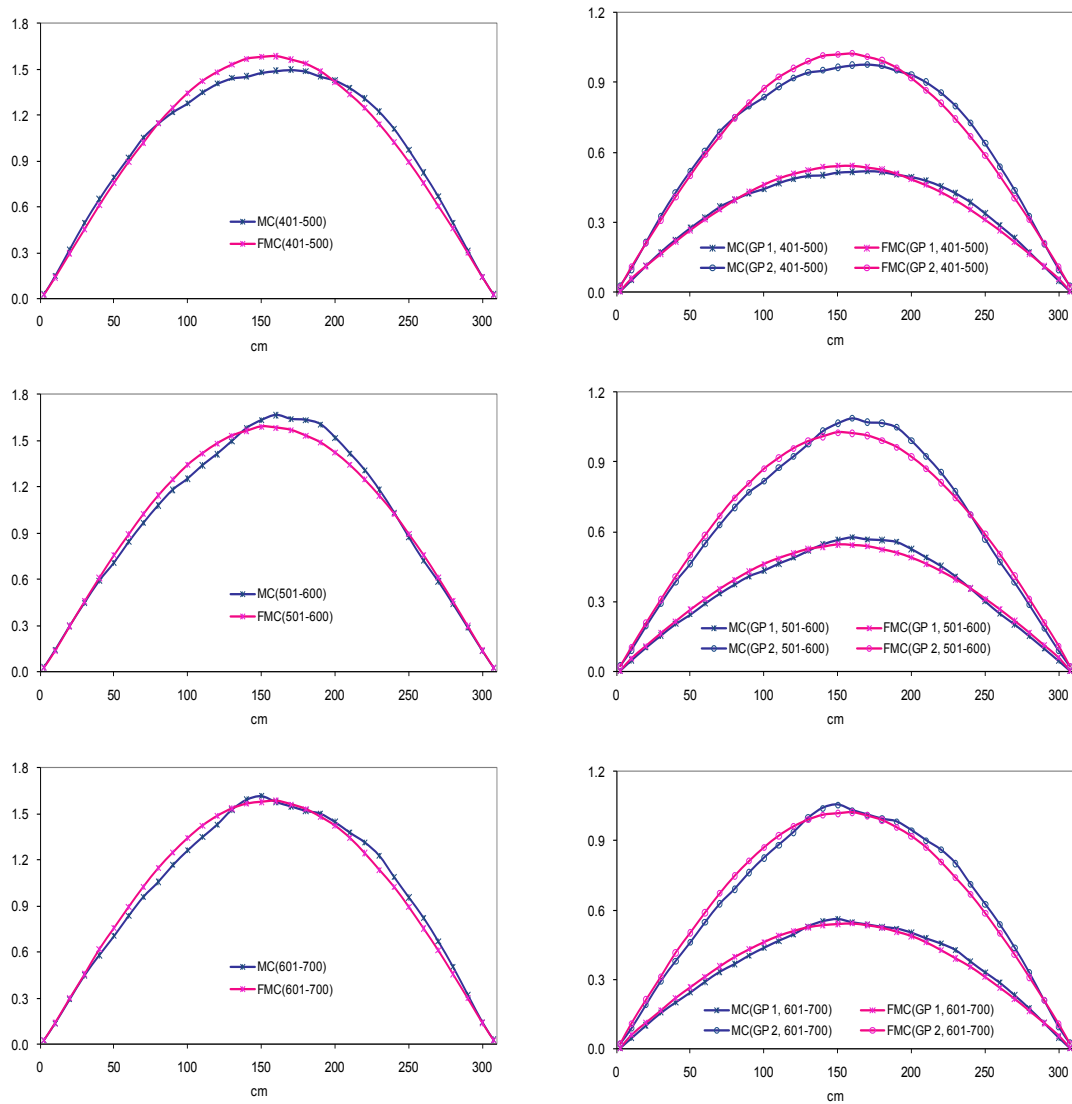 1.8
1.5
1.2
0.9
0.6
0.3
0.0
0 50 100 150 200 250 300
cm
MC(401-500)
FMC(401-500)
1.2
0.9
0.6
0.3
0.0
0 50 100 150 200 250 300
cm
MC(GP 1, 401-500) FMC(GP 1, 401-500)
MC(GP 2, 401-500) FMC(GP 2, 401-500)
1.8
1.5
1.2
0.9
0.6
0.3
0.0
0 50 100 150 200 250 300
cm
MC(501-600)
FMC(501-600)
1.2
0.9
0.6
0.3
0.0
0 50 100 150 200 250 300
cm
MC(GP 1, 501-600) FMC(GP 1, 501-600)
MC(GP 2, 501-600) FMC(GP 2, 501-600)
1.8
1.5
1.2
0.9
0.6
0.3
0.0
0 50 100 150 200 250 300
cm
MC(601-700)
FMC(601-700)
1.2
0.9
0.6
0.3
0.0
0 50 100 150 200 250 300
cm
MC(GP 1, 601-700) FMC(GP 1, 601-700)
MC(GP 2, 601-700) FMC(GP 2, 601-700)